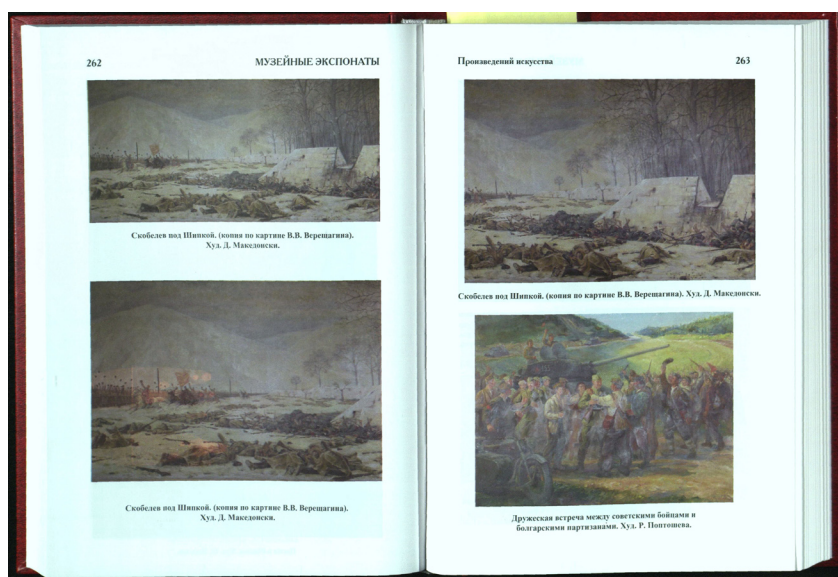 262
МУЗЕЙНЫЕ ЭКСПОНАТЫ
Скобелев под Шипкой. (копия по картине В.В. Верещагина).
Худ. Д. Македонски.
Скобелев под Шипкой. (копия по картине В.В. Верещагина).
Худ. Д. Македонски.
Произведений искусства
263
Скобелев под Шипкой. (копия по картине В.В. Верещагина). Худ. Д. Македонски.
Дружеская встреча между советскими бойцами и
болгарскими партизанами. Худ. Р. Поптошева.